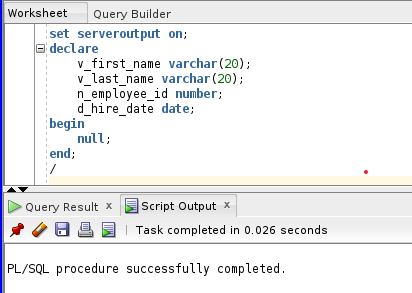 Worksheet Query Builder
set serveroutput on;
declare
    v_first_name varchar(20);
    v_last_name varchar(20);
    n_employee_id number;
    d_hire_date date;
begin
    null;
end;
/
Query Result x Script Output x
Task completed in 0.026 seconds
PL/SQL procedure successfully completed.